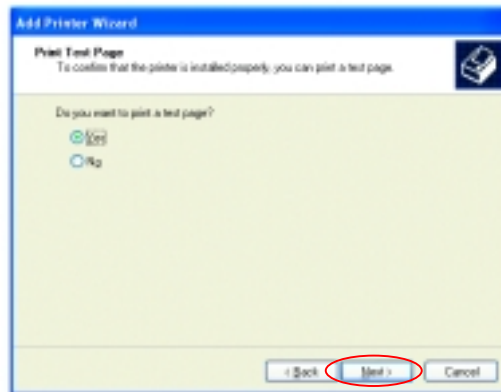 Add Printer Wizard
Print Test Page
To confirm that the printer is installed properly, you can print a test page.
Do you want to print a test page?
Yes
No
< Back Next > Cancel